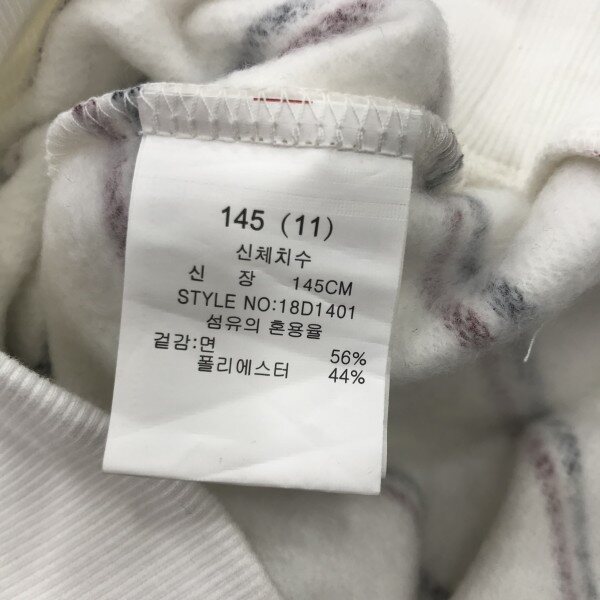 145 (11)
신체치수
신 장 145CM
STYLE NO:18D1401
섬유의 혼용율
겉감:면 56%
폴리에스터 44%